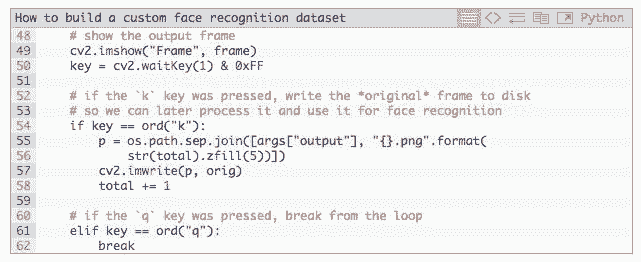 How to build a custom face recognition dataset
Python
48 # show the output frame
49 cv2.imshow("Frame", frame)
50 key = cv2.waitKey(1) & 0xFF
51
52 # if the `k` key was pressed, write the *original* frame to disk
53 # so we can later process it and use it for face recognition
54 if key == ord("k"):
55 p = os.path.sep.join([args["output"], "{}.png".format(
56 str(total).zfill(5))])
57 cv2.imwrite(p, orig)
58 total += 1
59
60 # if the `q` key was pressed, break from the loop
61 elif key == ord("q"):
62 break